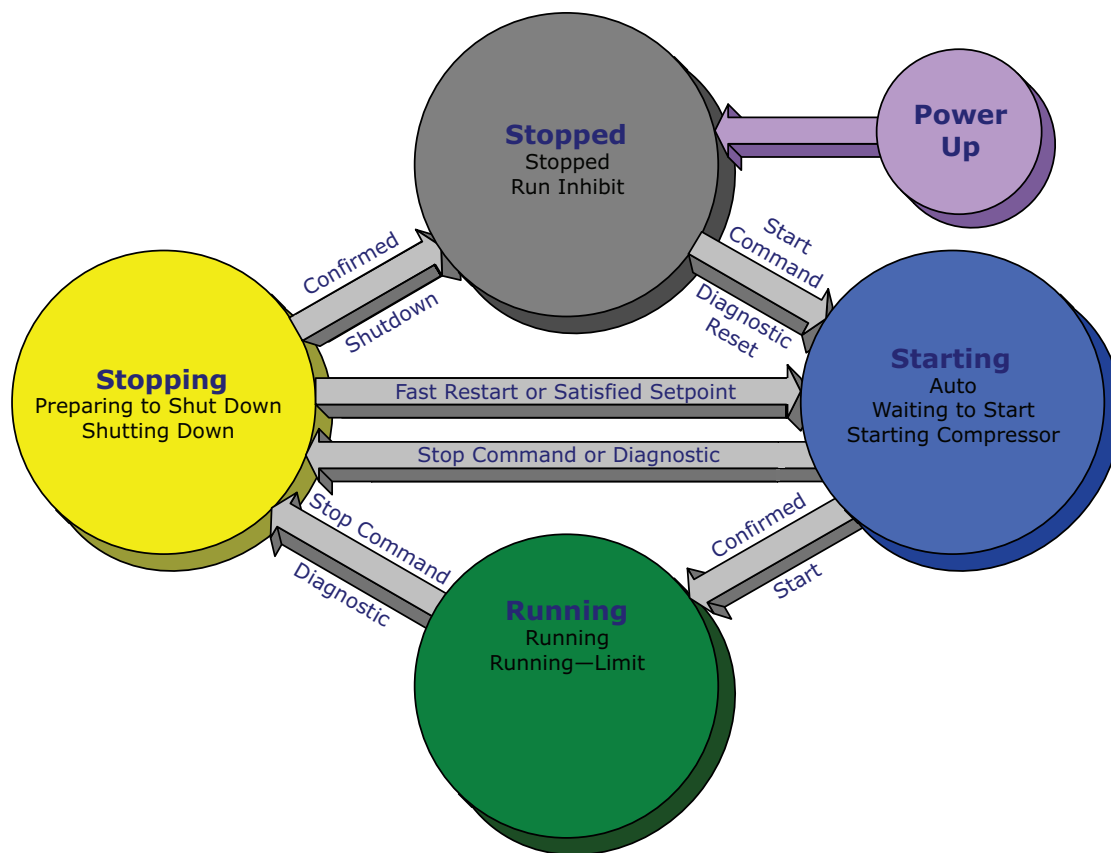 Stopped
Stopped
Run Inhibit
Power
Up
Confirmed
Shutdown
Start
Command
Diagnostic
Reset
Stopping
Preparing to Shut Down
Shutting Down
Fast Restart or Satisfied Setpoint
Stop Command or Diagnostic
Starting
Auto
Waiting to Start
Starting Compressor
Stop Command
Diagnostic
Confirmed
Start
Running
Running
Running—Limit